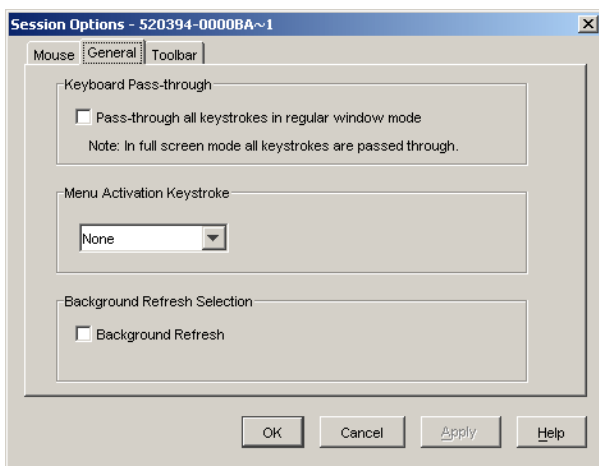 Session Options - 520394-0000BA~1
Mouse General Toolbar
Keyboard Pass-through
Pass-through all keystrokes in regular window mode
Note: In full screen mode all keystrokes are passed through.
Menu Activation Keystroke
None
Background Refresh Selection
Background Refresh
OK Cancel Apply Help